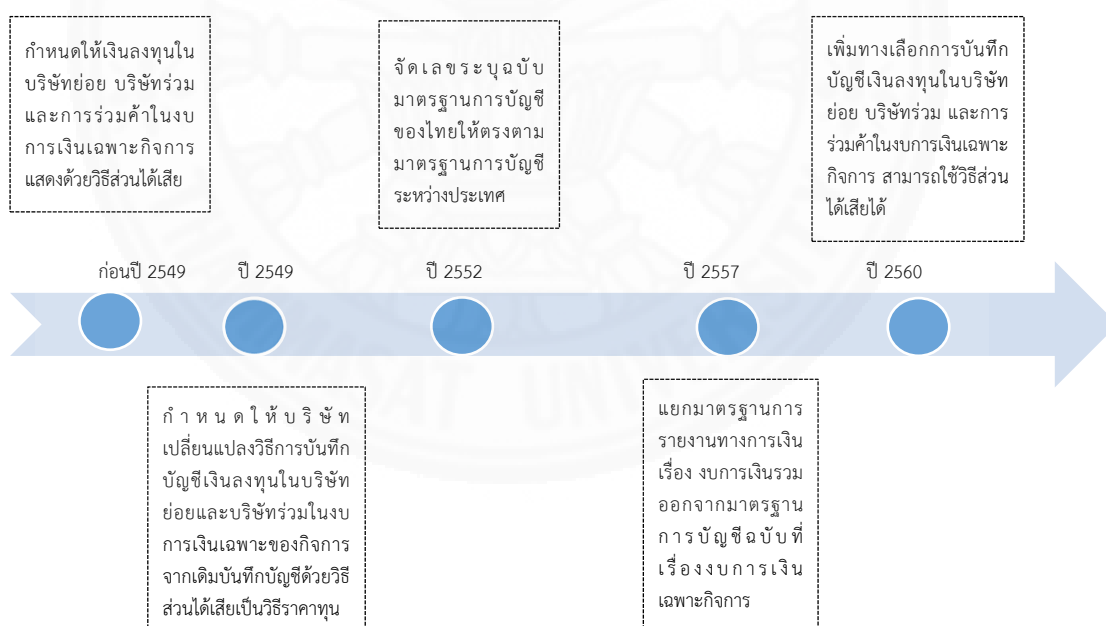 กำหนดให้เงินลงทุนใน
บริษัทย่อย บริษัทร่วม
และการร่วมค้าในงบ
การเงินเฉพาะกิจการ
แสดงด้วยวิธีส่วนได้เสีย
จัดเลขระบุฉบับ
มาตรฐานการบัญชี
ของไทยให้ตรงตาม
มาตรฐานการบัญชี
ระหว่างประเทศ
เพิ่มทางเลือกการบันทึก
บัญชีเงินลงทุนในบริษัท
ย่อย บริษัทร่วม และการ
ร่วมค้าในงบการเงินเฉพาะ
กิจการ สามารถใช้วิธีส่วน
ได้เสียได้
ก่อนปี 2549 ปี 2549 ปี 2552 ปี 2557 ปี 2560
กำหนดให้บริษัท
เปลี่ยนแปลงวิธีการบันทึก
บัญชีเงินลงทุนในบริษัท
ย่อยและบริษัทร่วมในงบ
การเงินเฉพาะของกิจการ
จากเดิมบันทึกบัญชีด้วยวิธี
ส่วนได้เสียเป็นวิธีราคาทุน
แยกมาตรฐานการ
รายงานทางการเงิน
เรื่อง งบการเงินรวม
ออกจากมาตรฐาน
การบัญชีฉบับที่
เรื่องงบการเงิน
เฉพาะกิจการ